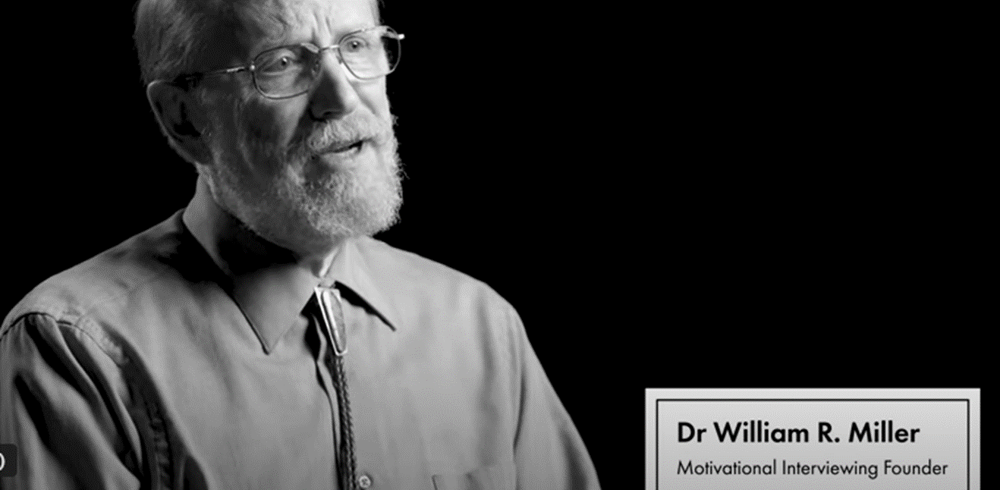 Dr William R. Miller
Motivational Interviewing Founder